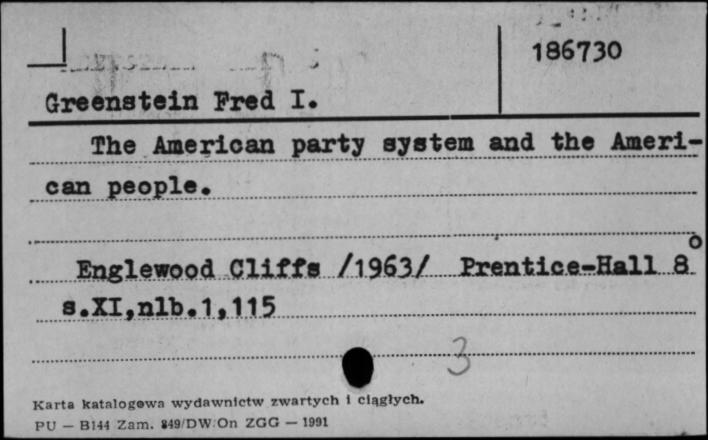 186730
Greenstein Fred I.
The American party system and the Ameri-
can people.
Englewood Cliffs /1963/ Prentice-Hall 8°
s.XI,nlb.1,115
3
Karta katalogowa wydawnictw zwartych i ciągłych.
PU — B144 Zam. 849/DW/On ZGG — 1991